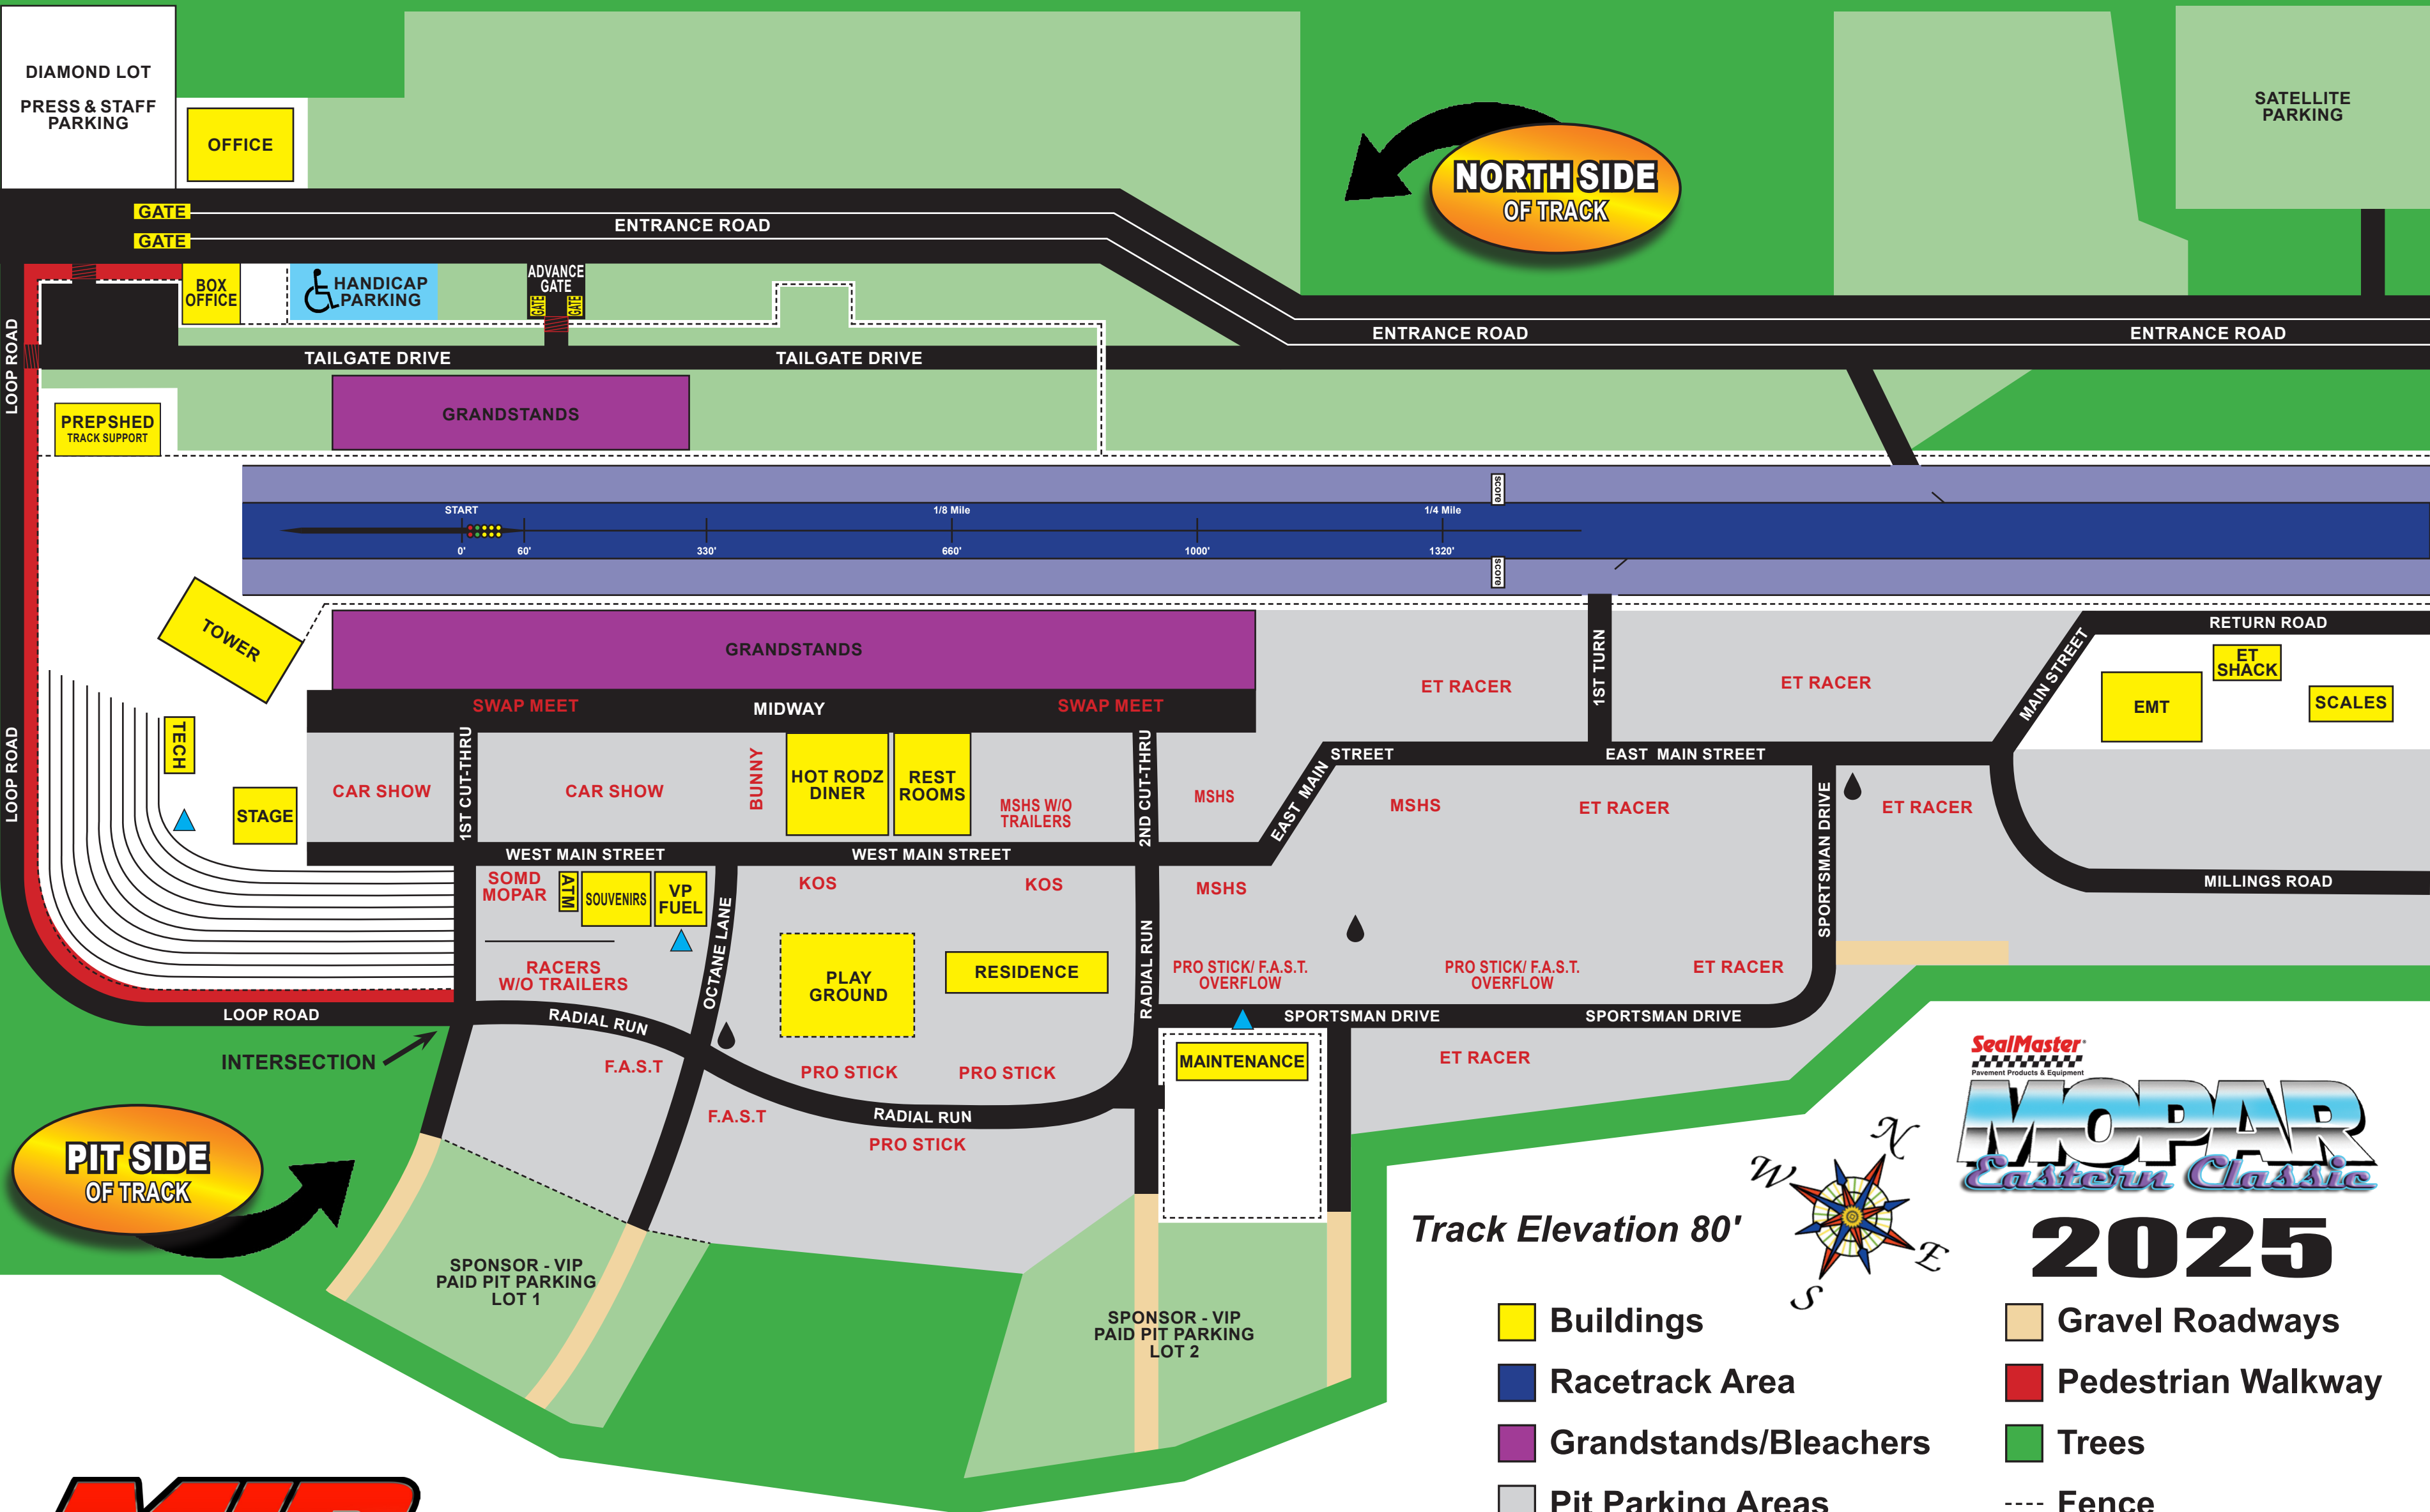 DIAMOND LOT
PRESS & STAFF
PARKING
OFFICE
SATELLITE
PARKING
NORTH SIDE
OF TRACK
GATE
GATE
ENTRANCE ROAD
BOX
OFFICE
HANDICAP
PARKING
ADVANCE
GATE
GATE
GATE
ENTRANCE ROAD
ENTRANCE ROAD
LOOP ROAD
TAILGATE DRIVE
TAILGATE DRIVE
PREPSHED
TRACK SUPPORT
GRANDSTANDS
START
1/8 Mile
1/4 Mile
score
0'
60'
330'
660'
1000'
1320'
score
TOWER
GRANDSTANDS
1ST TURN
RETURN ROAD
MAIN STREET
ET
SHACK
EMT
SCALES
ET RACER
ET RACER
SWAP MEET
MIDWAY
SWAP MEET
TECH
LOOP ROAD
STAGE
CAR SHOW
1ST CUT-THRU
CAR SHOW
BUNNY
HOT RODZ
DINER
REST
ROOMS
MSHS W/O
TRAILERS
2ND CUT-THRU
MSHS
EAST MAIN
STREET
EAST MAIN STREET
MSHS
ET RACER
SPORTSMAN DRIVE
ET RACER
WEST MAIN STREET
WEST MAIN STREET
MILLINGS ROAD
SOMD
MOPAR
ATM
SOUVENIRS
VP
FUEL
OCTANE LANE
KOS
KOS
MSHS
RACERS
W/O TRAILERS
PLAY
GROUND
RESIDENCE
RADIAL RUN
PRO STICK/ F.A.S.T.
OVERFLOW
PRO STICK/ F.A.S.T.
OVERFLOW
ET RACER
LOOP ROAD
RADIAL RUN
SPORTSMAN DRIVE
SPORTSMAN DRIVE
INTERSECTION
F.A.S.T
PRO STICK
PRO STICK
MAINTENANCE
ET RACER
F.A.S.T
RADIAL RUN
PRO STICK
PIT SIDE
OF TRACK
SPONSOR - VIP
PAID PIT PARKING
LOT 1
SPONSOR - VIP
PAID PIT PARKING
LOT 2
SealMaster
Pavement Products & Equipment
MOPAR
Eastern Classic
2025
Track Elevation 80'
N
W
E
S
Buildings
Gravel Roadways
Racetrack Area
Pedestrian Walkway
Grandstands/Bleachers
Trees
Pit Parking Areas
Fence